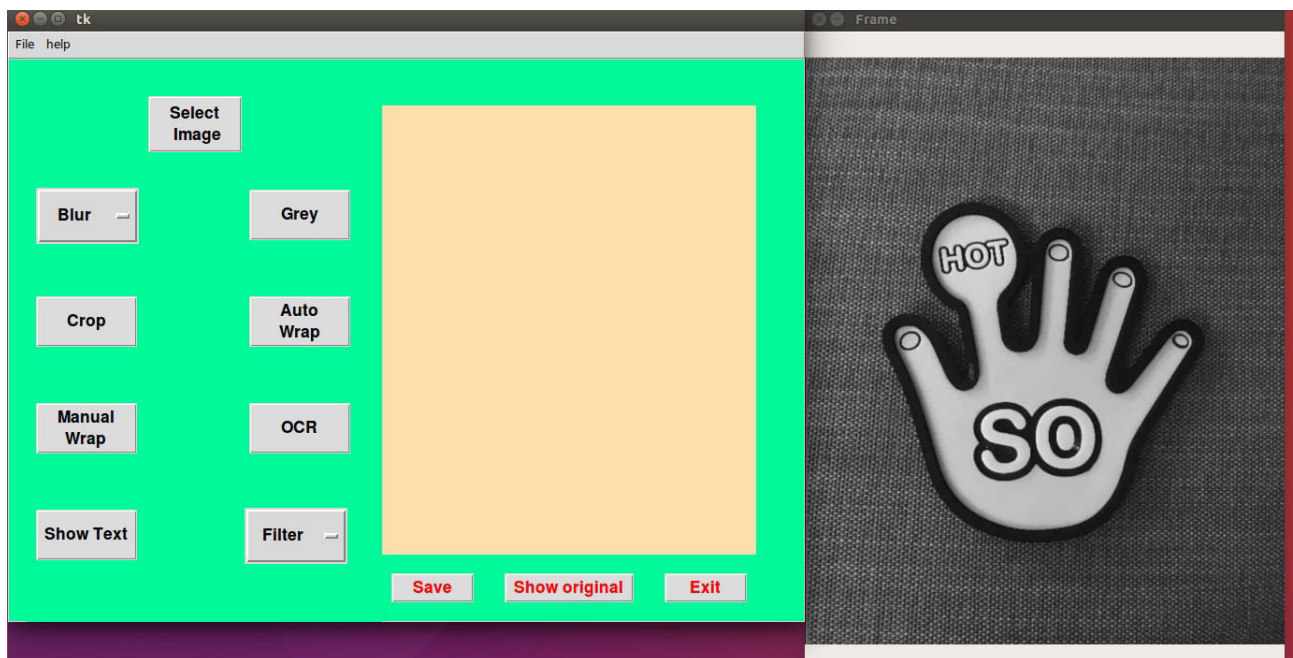 tk
File help
Select
Image
Blur
Grey
Crop
Auto
Wrap
Manual
Wrap
OCR
Show Text
Filter
Save
Show original
Exit
Frame
HOT
SO